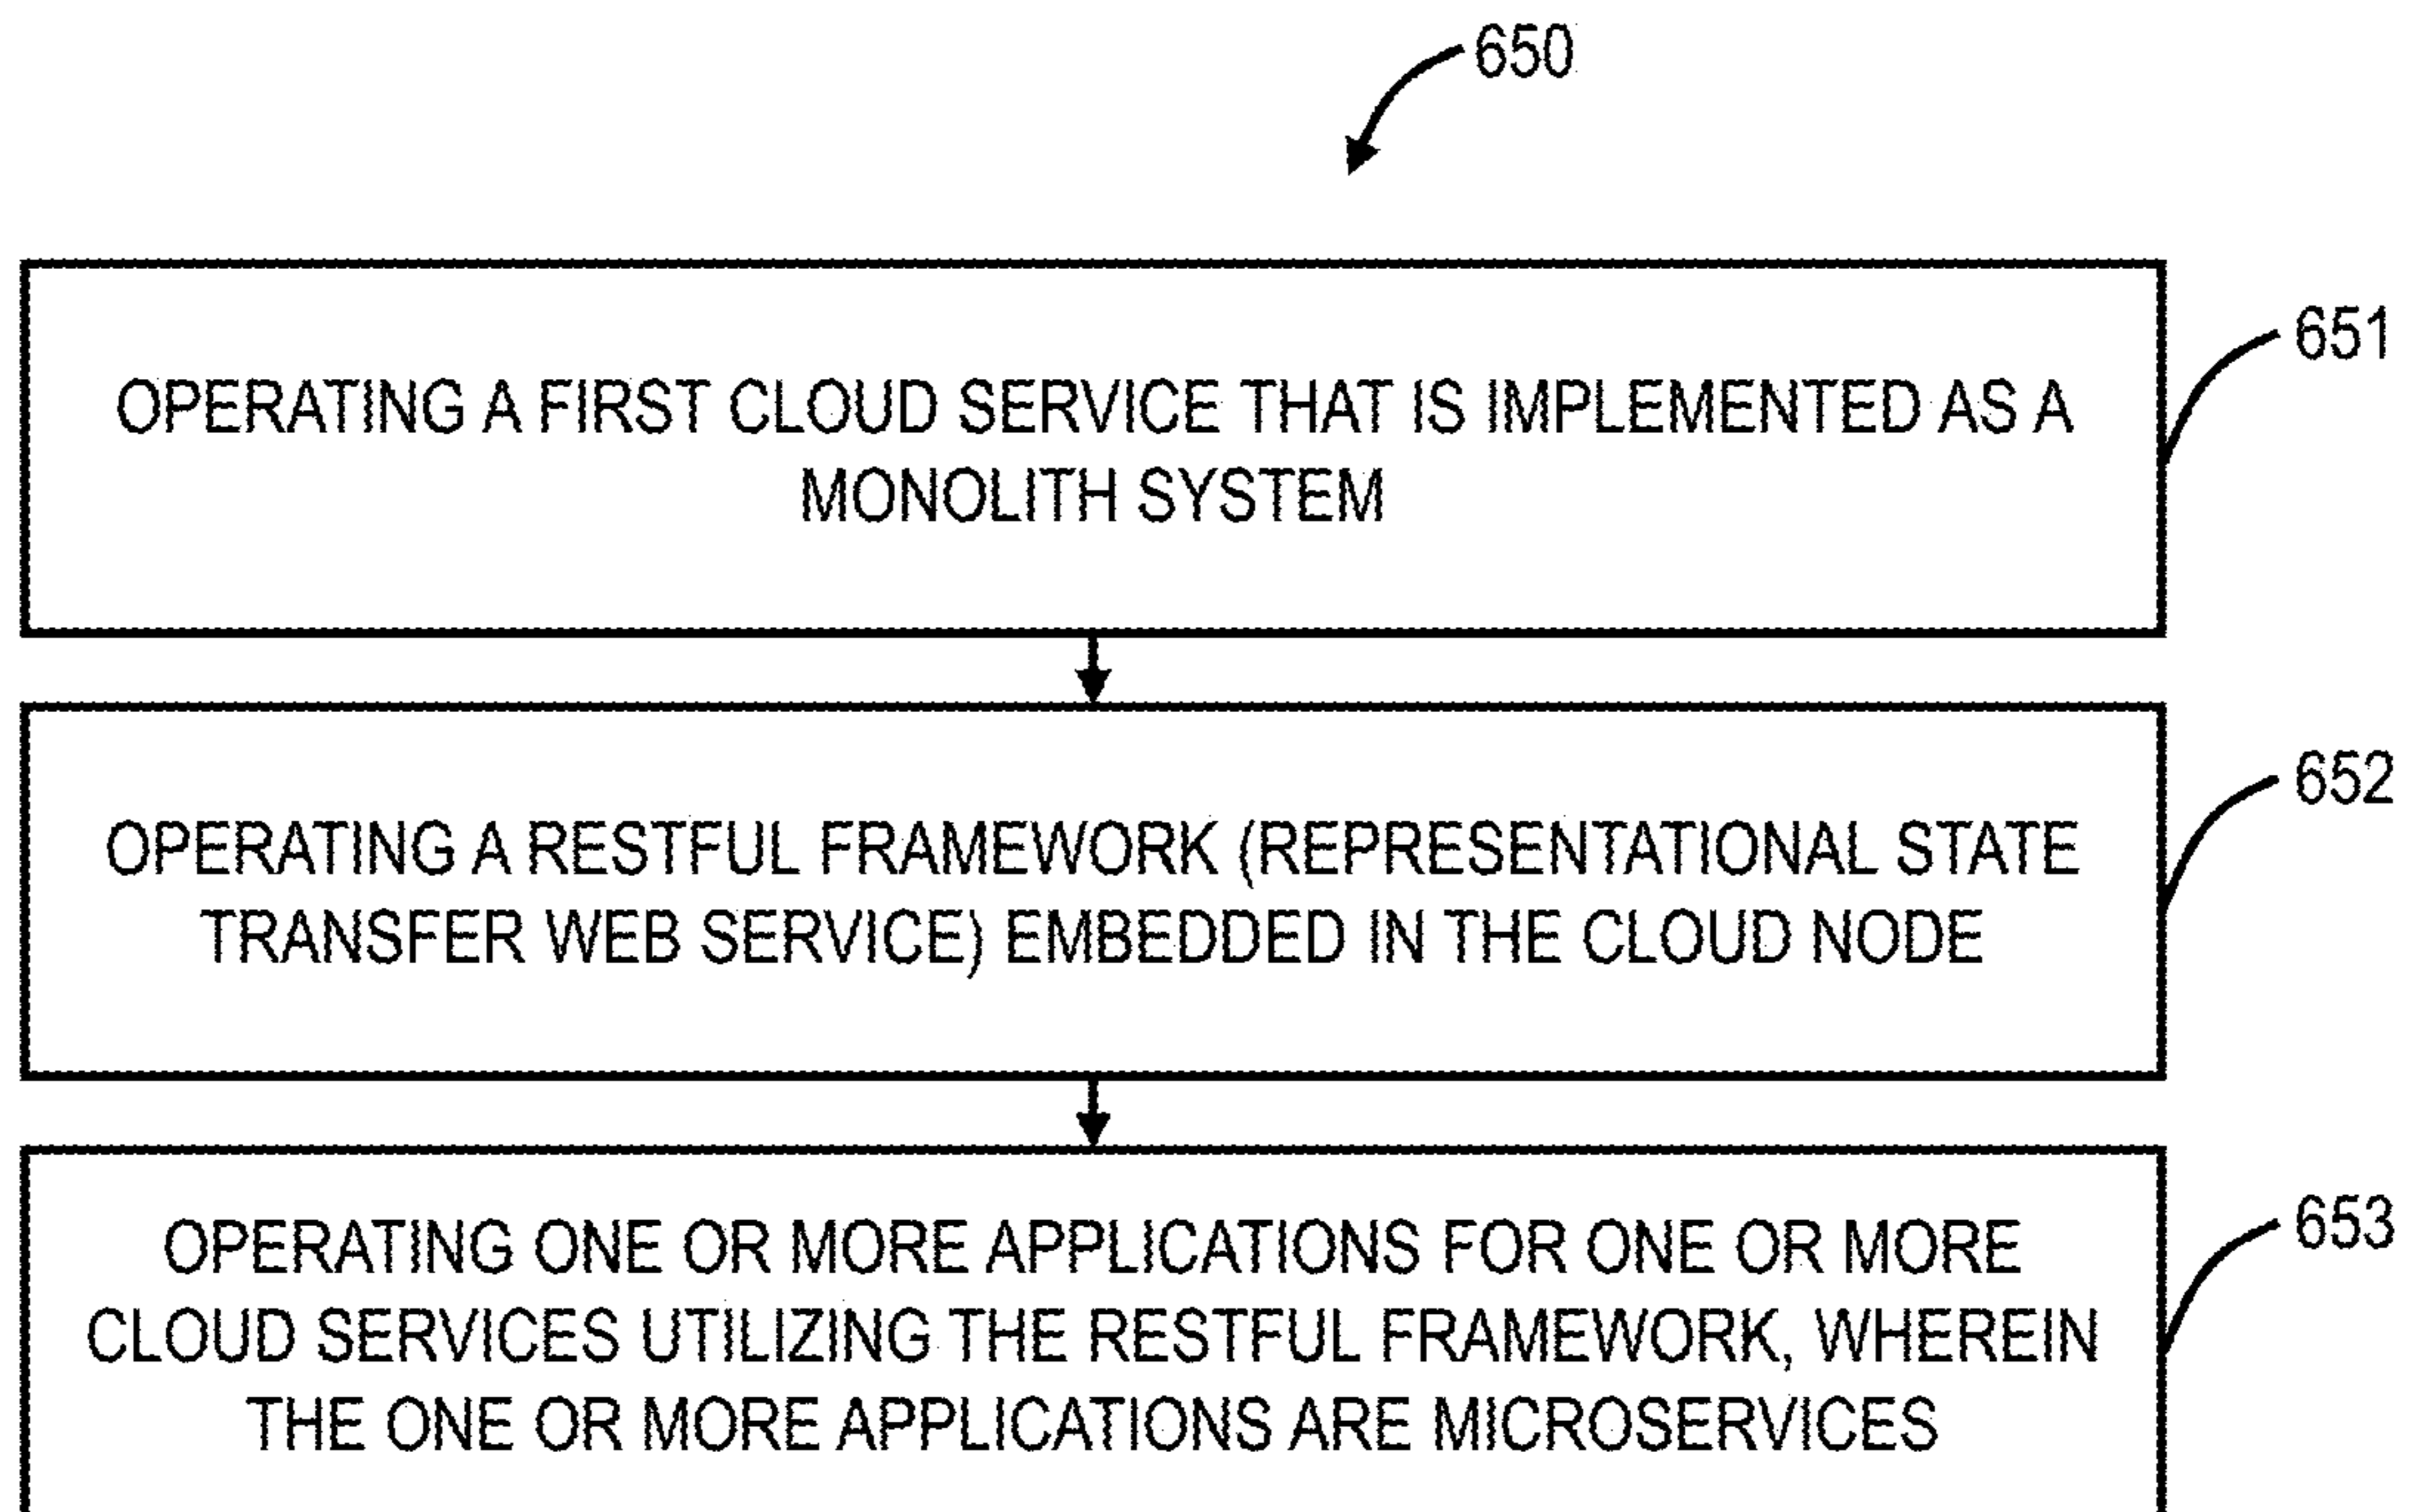 650
651
OPERATING A FIRST CLOUD SERVICE THAT IS IMPLEMENTED AS A
MONOLITH SYSTEM
652
OPERATING A RESTFUL FRAMEWORK (REPRESENTATIONAL STATE
TRANSFER WEB SERVICE) EMBEDDED IN THE CLOUD NODE
653
OPERATING ONE OR MORE APPLICATIONS FOR ONE OR MORE
CLOUD SERVICES UTILIZING THE RESTFUL FRAMEWORK, WHEREIN
THE ONE OR MORE APPLICATIONS ARE MICROSERVICES